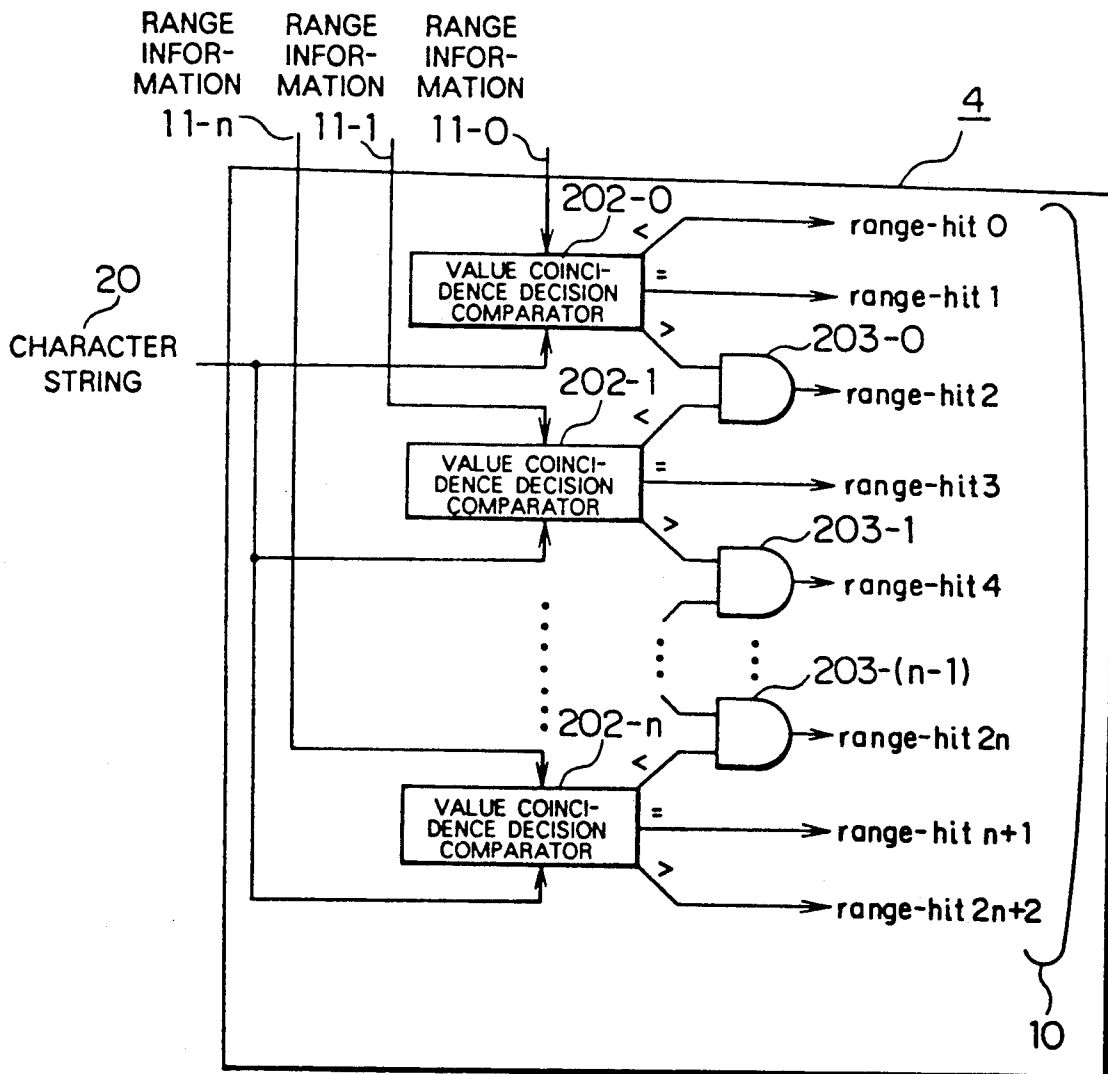 RANGE
INFOR-
MATION
11-n
RANGE
INFOR-
MATION
11-1
RANGE
INFOR-
MATION
11-0
4
202-0
<
range-hit 0
VALUE COINCI-
DENCE DECISION
COMPARATOR
=
range-hit 1
>
20
CHARACTER
STRING
203-0
range-hit 2
202-1
<
VALUE COINCI-
DENCE DECISION
COMPARATOR
=
range-hit 3
>
203-1
range-hit 4
203-(n-1)
range-hit 2n
202-n
<
VALUE COINCI-
DENCE DECISION
COMPARATOR
=
range-hit n+1
>
range-hit 2n+2
10